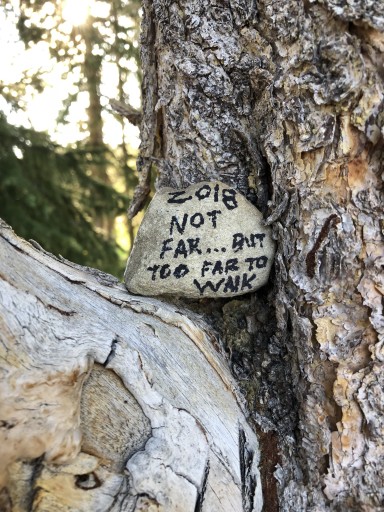 2018
NOT
FAR... BUT
TOO FAR TO
WALK